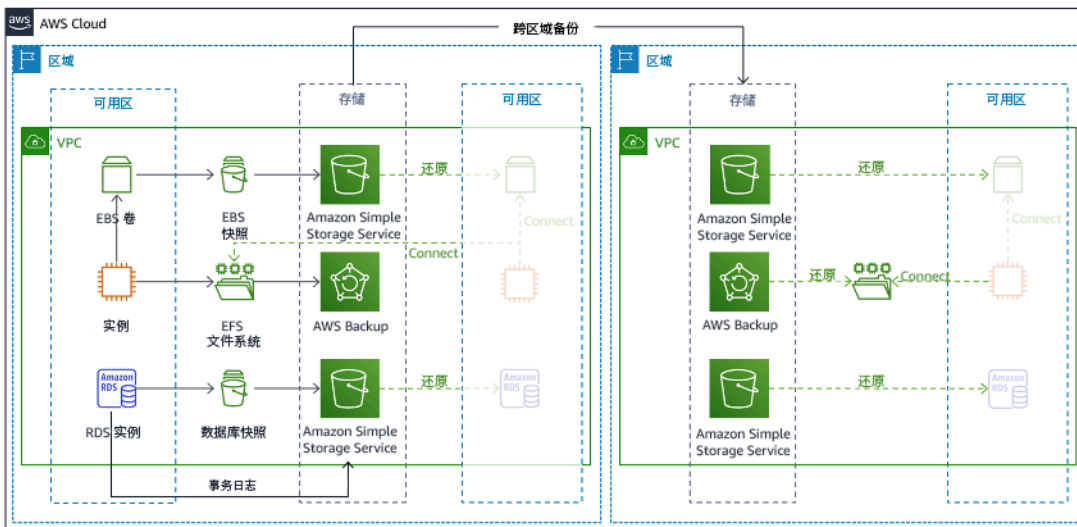 aws
AWS Cloud
跨区域备份
区域
区域
可用区
存储
可用区
存储
可用区
VPC
VPC
还原
还原
EBS 卷
EBS
快照
Amazon Simple
Storage Service
Connect
Amazon Simple
Storage Service
Connect
Connect
还原
Connect
实例
EFS
文件系统
AWS Backup
AWS Backup
Amazon
RDS
还原
Amazon
RDS
还原
Amazon
RDS
RDS 实例
数据库快照
Amazon Simple
Storage Service
Amazon Simple
Storage Service
事务日志